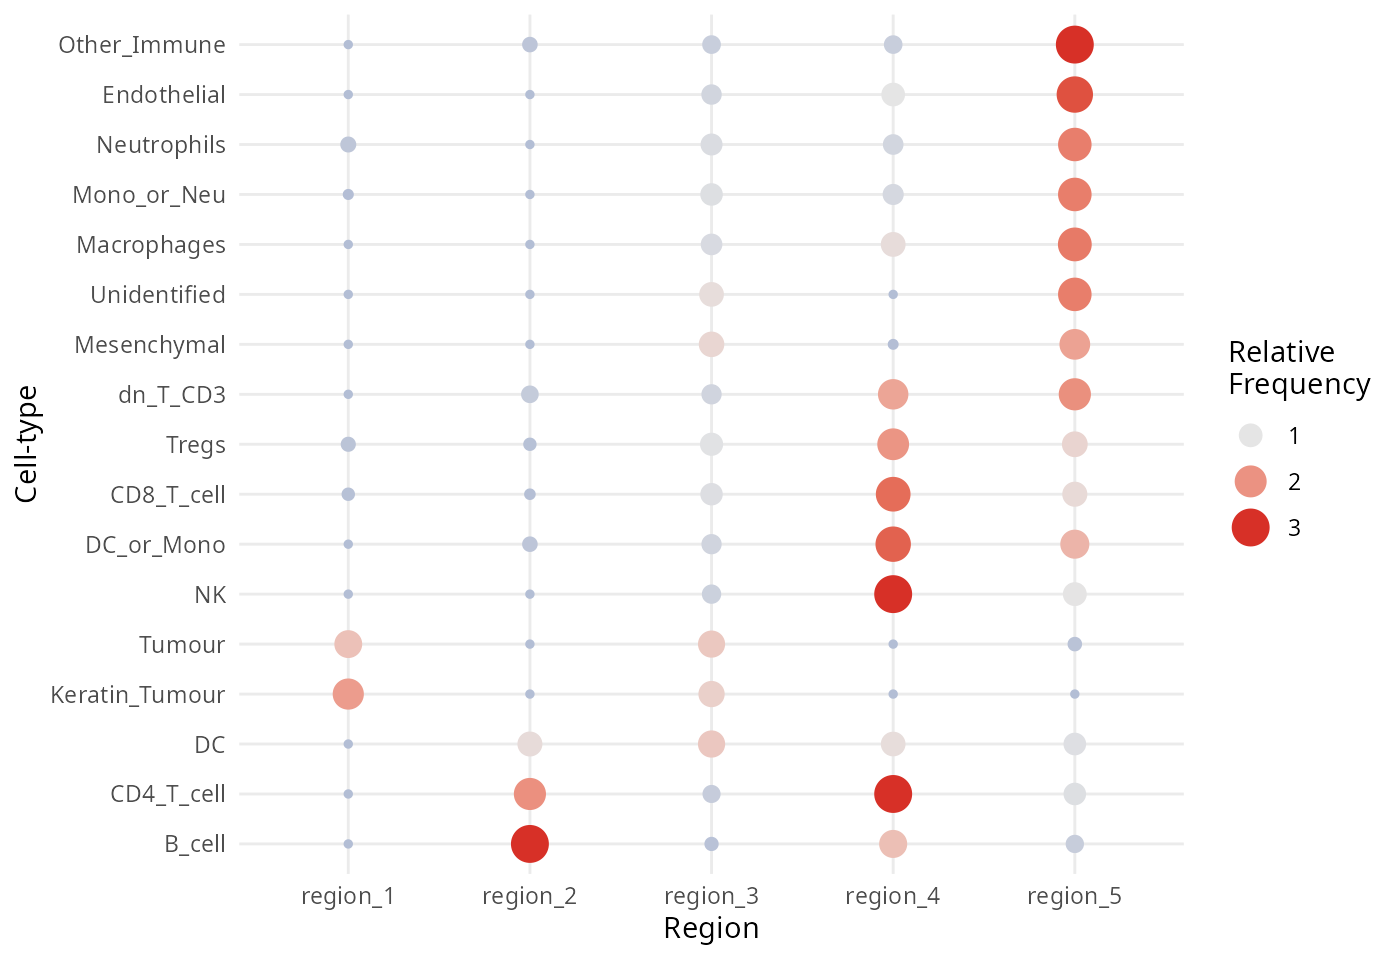 Other_Immune
Endothelial
Neutrophils
Mono_or_Neu
Macrophages
Unidentified
Mesenchymal
dn_T_CD3
Tregs
CD8_T_cell
DC_or_Mono
NK
Tumour
Keratin_Tumour
DC
CD4_T_cell
B_cell
Cell-type
region_1 region_2 region_3 region_4 region_5
Region
Relative
Frequency
1
2
3